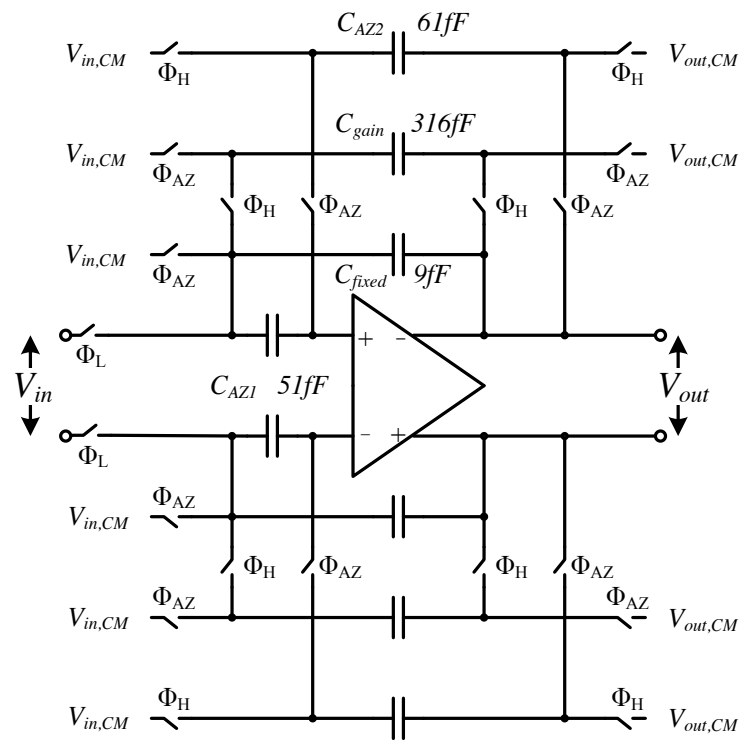 C_AZ2 61fF
V_in,CM Φ_H Φ_H V_out,CM
C_gain 316fF
V_in,CM Φ_AZ Φ_AZ V_out,CM
Φ_H Φ_AZ Φ_H Φ_AZ
V_in,CM Φ_AZ
C_fixed 9fF
+ −
Φ_L
V_in C_AZ1 51fF V_out
- +
Φ_L
Φ_AZ
V_in,CM
Φ_H Φ_AZ Φ_H Φ_AZ
Φ_AZ Φ_AZ
V_in,CM V_out,CM
Φ_H Φ_H
V_in,CM V_out,CM